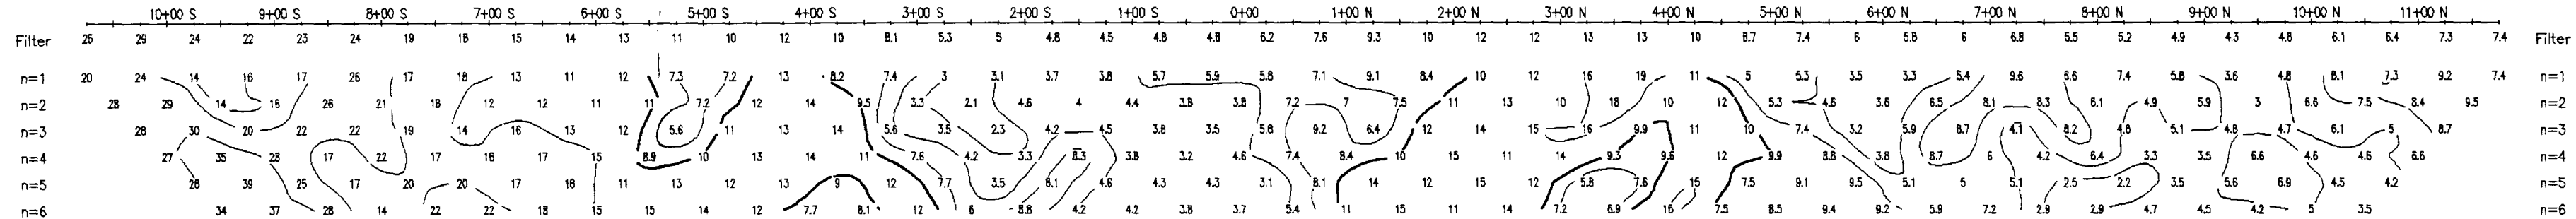 10+00 S 9+00 S 8+00 S 7+00 S 6+00 S 5+00 S 4+00 S 3+00 S 2+00 S 1+00 S 0+00 1+00 N 2+00 N 3+00 N 4+00 N 5+00 N 6+00 N 7+00 N 8+00 N 9+00 N 10+00 N 11+00 N
Filter 25 29 24 22 23 24 19 18 15 14 13 11 10 12 10 8.1 5.3 5 4.8 4.5 4.8 4.8 6.2 7.6 9.3 10 12 12 13 13 10 8.7 7.4 6 5.8 6 6.8 5.5 5.2 4.9 4.3 4.8 6.1 6.4 7.3 7.4 Filter
n=1 20 24 14 16 17 26 17 18 13 11 12 7.3 7.2 13 8.2 7.4 3 3.1 3.7 3.8 5.7 5.9 5.8 7.1 9.1 8.4 10 12 16 19 11 5 5.3 3.5 3.3 5.4 9.6 6.6 7.4 5.8 3.6 4.8 8.1 7.3 9.2 7.4 n=1
n=2 28 29 14 16 26 21 18 12 12 11 11 7.2 12 14 9.5 3.3 2.1 4.6 4 4.4 3.8 3.8 7.2 7 7.5 11 13 10 18 10 12 5.3 4.6 3.6 6.5 8.1 8.3 6.1 4.9 5.9 3 6.6 7.5 8.4 9.5 n=2
n=3 28 30 20 22 22 19 14 16 13 12 5.6 11 13 14 5.6 3.5 2.3 4.2 4.5 3.8 3.5 5.8 9.2 6.4 12 14 15 16 9.9 11 10 7.4 3.2 5.9 8.7 4.1 8.2 4.8 5.1 4.8 4.7 6.1 5 8.7 n=3
n=4 27 35 28 17 22 17 16 17 15 8.9 10 13 14 11 7.6 4.2 3.3 8.3 3.8 3.2 4.6 7.4 8.4 10 15 11 14 9.3 9.6 12 9.9 8.8 3.8 8.7 6 4.2 6.4 3.3 3.5 6.6 4.6 4.6 6.6 n=4
n=5 28 39 25 17 20 20 17 18 11 13 12 13 9 12 7.7 3.5 8.1 4.6 4.3 4.3 3.1 8.1 14 12 15 12 5.8 7.6 15 7.5 9.1 9.5 5.1 5 5.1 2.5 2.2 3.5 5.6 6.9 4.5 4.2 n=5
n=6 34 37 28 14 22 22 18 15 15 14 12 7.7 8.1 12 6 8.8 4.2 4.2 3.8 3.7 5.4 11 15 11 14 7.2 8.9 16 7.5 8.5 9.4 9.2 5.9 7.2 2.9 2.9 4.7 4.5 4.2 5 3.5 n=6